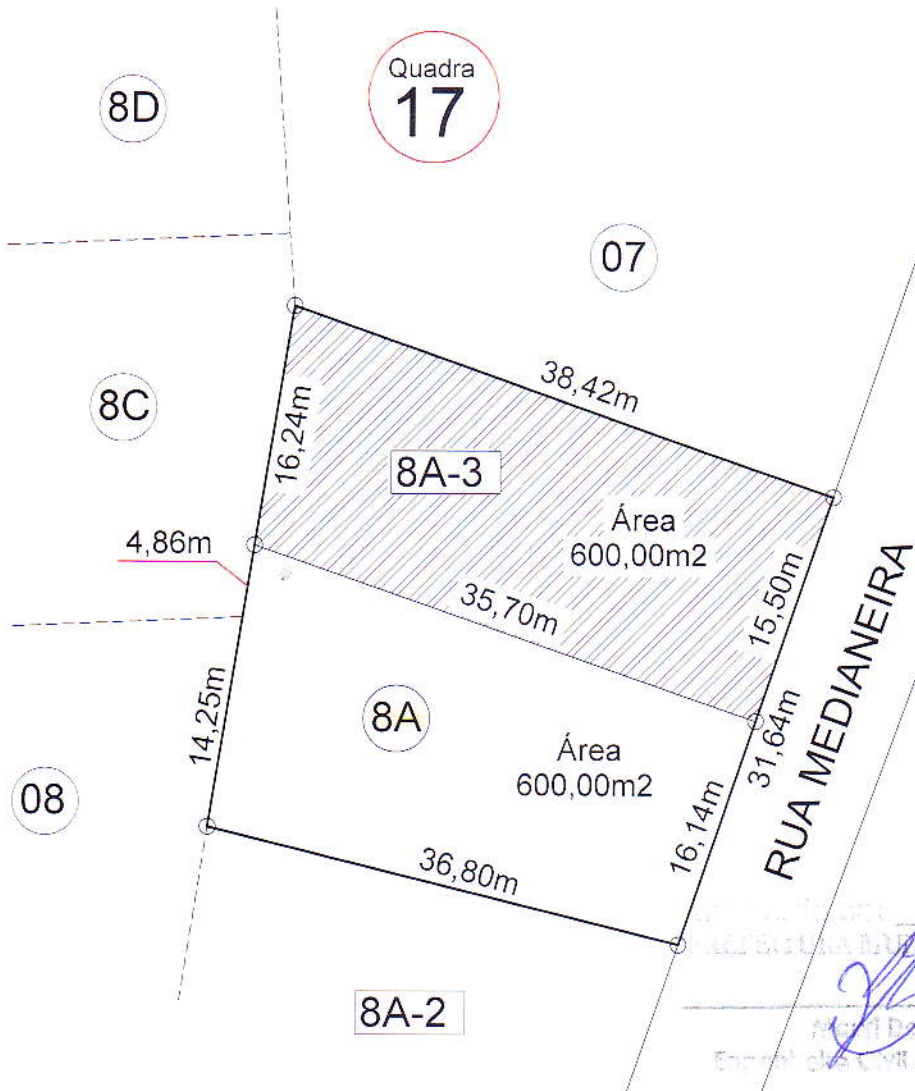 8D
Quadra
17
07
8C
38,42m
16,24m
8A-3
Área
600,00m2
4,86m
35,70m
15,50m
RUA MEDIANEIRA
14,25m
8A
Área
600,00m2
31,64m
08
16,14m
36,80m
8A-2